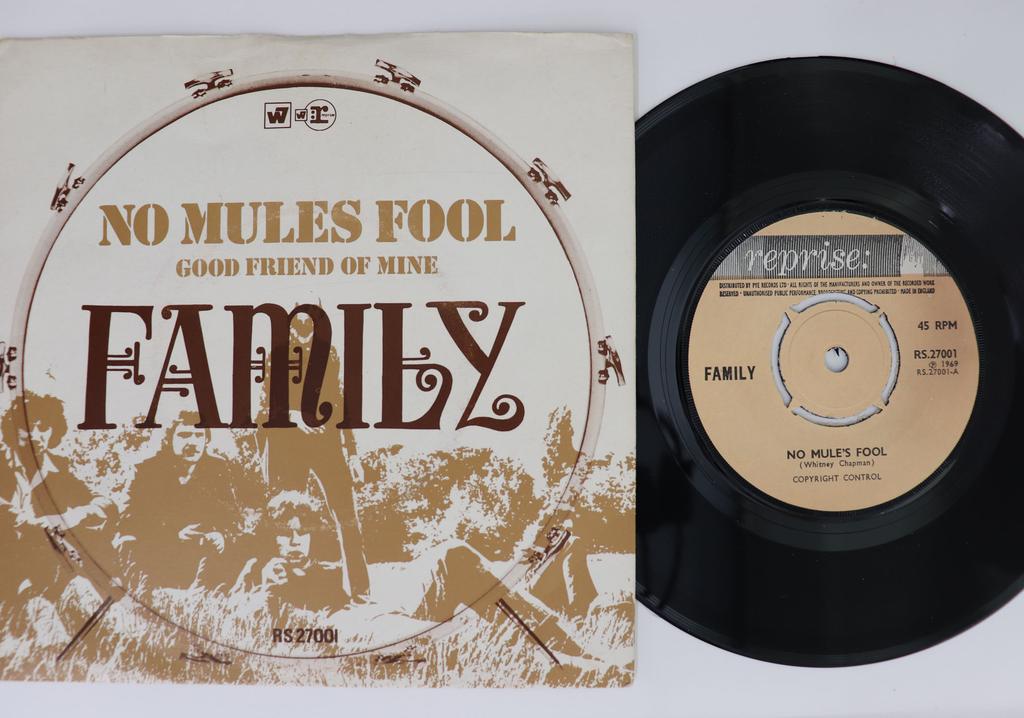 W7 W7 r:
NO MULES FOOL
GOOD FRIEND OF MINE
FAMILY
RS.27001
reprise:
DISTRIBUTED BY PYE RECORDS LTD · ALL RIGHTS OF THE MANUFACTURERS AND OWNER OF THE RECORDED WORK
RESERVED · UNAUTHORISED PUBLIC PERFORMANCE, BROADCASTING AND COPYING PROHIBITED · MADE IN ENGLAND
45 RPM
RS.27001
℗ 1969
RS.27001-A
FAMILY
NO MULE'S FOOL
(Whitney Chapman)
COPYRIGHT CONTROL